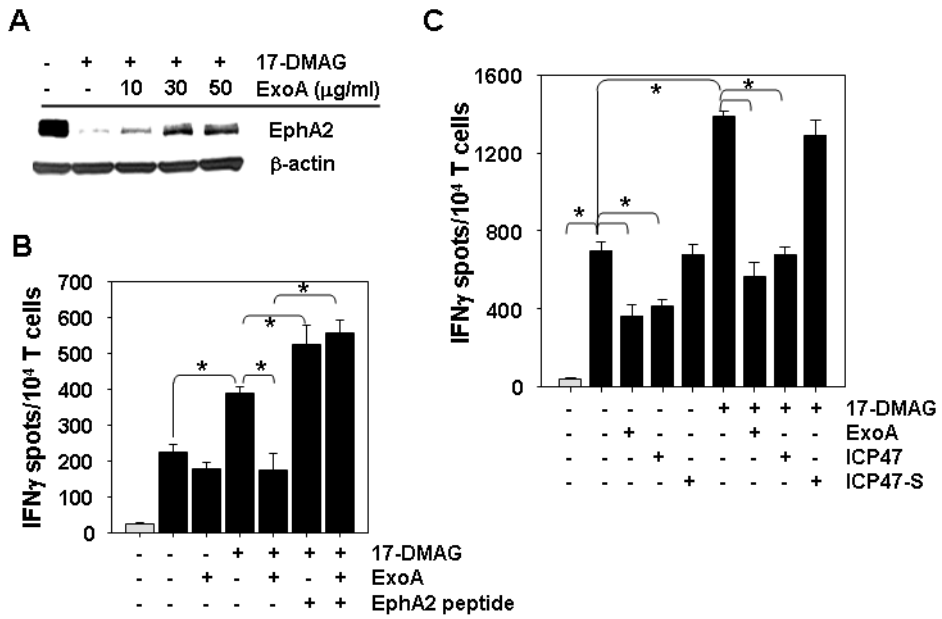 A
- + + + + 17-DMAG
- - 10 30 50 ExoA (μg/ml)
EphA2
β-actin
B
IFNγ spots/10⁴ T cells
700
600
500
400
300
200
100
0
* * * *
- - - + + + + 17-DMAG
- - + - + - + ExoA
- - - - - + + EphA2 peptide
C
IFNγ spots/10⁴ T cells
1600
1200
800
400
0
* * * *
- - - - - + + + + 17-DMAG
- - + - - - + - - ExoA
- - - + - - - + - ICP47
- - - - + - - - + ICP47-S